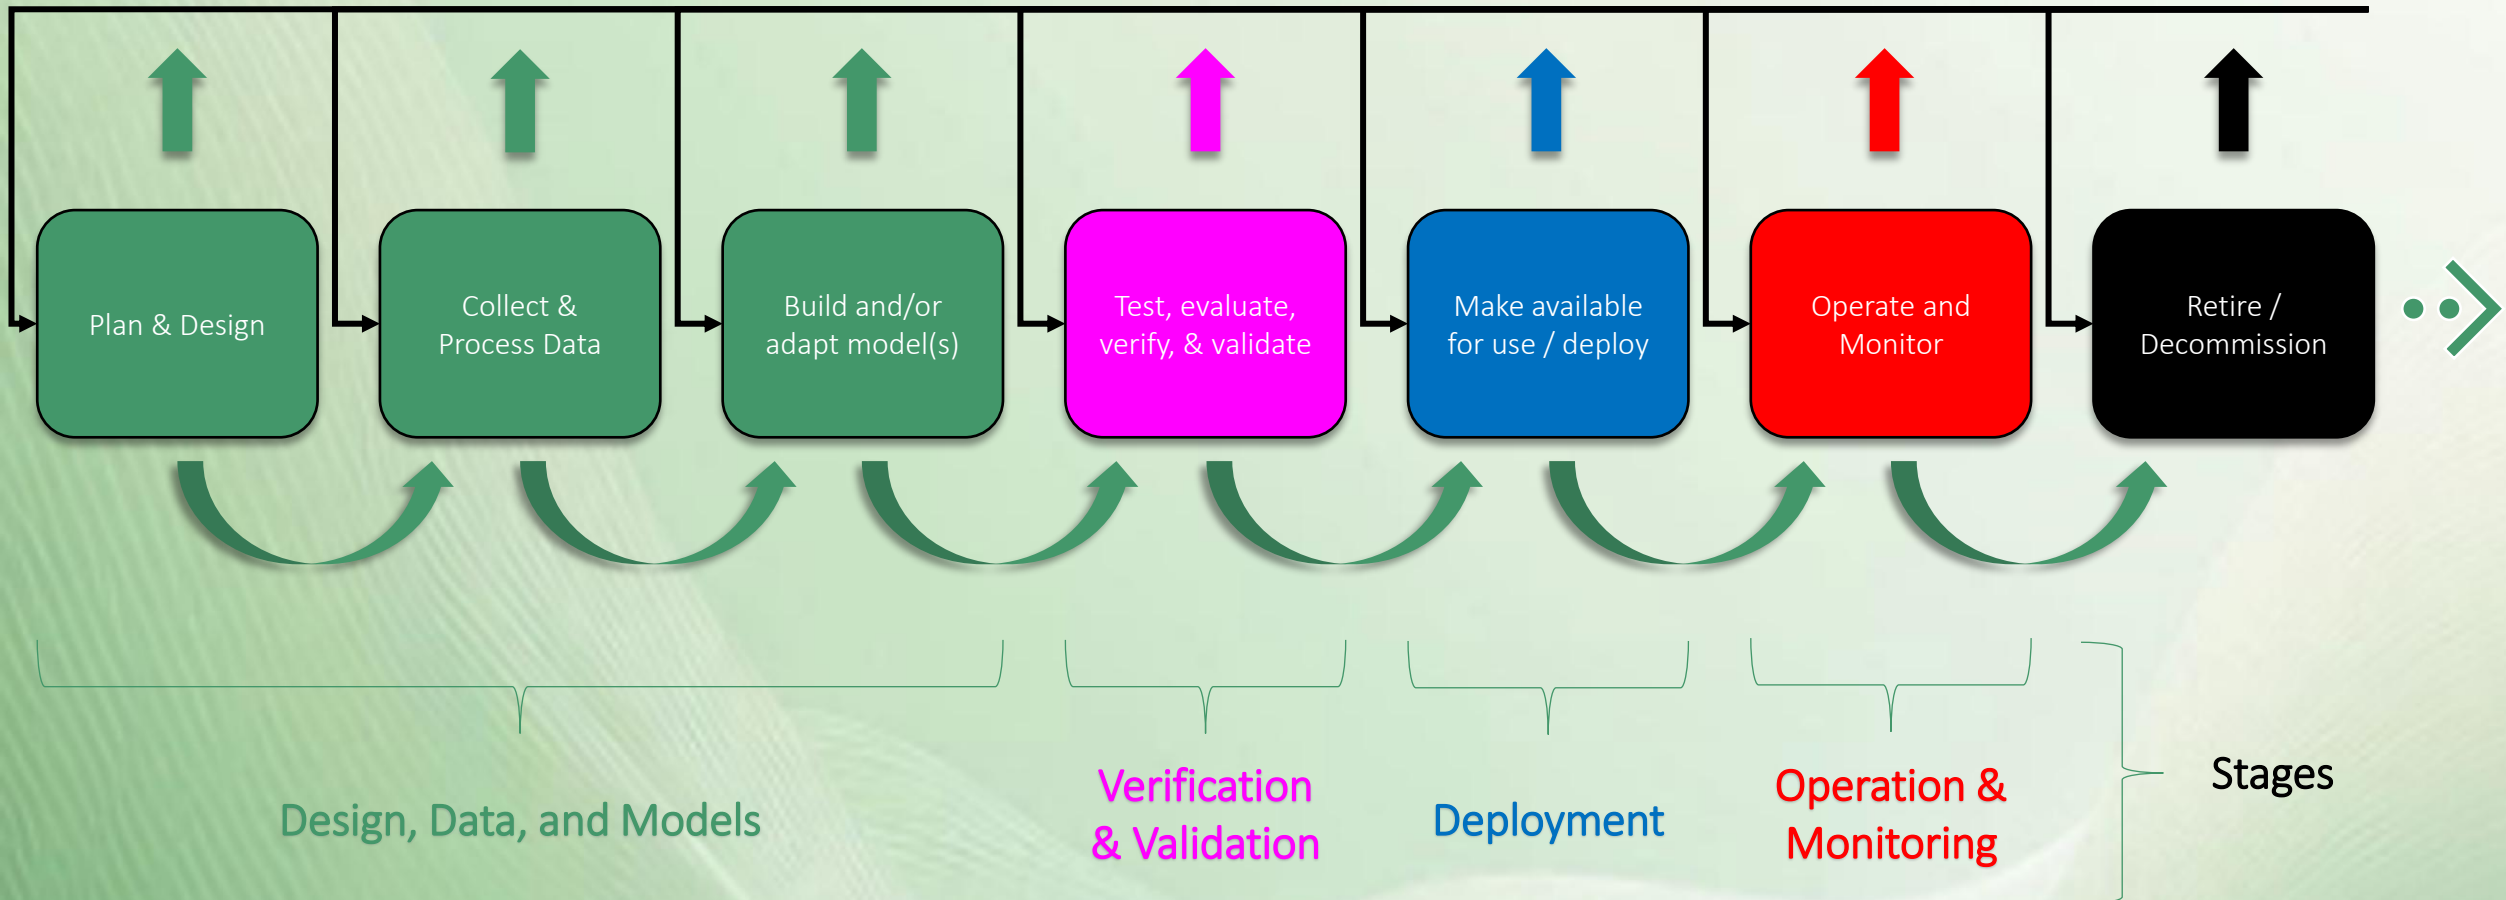 Plan & Design
Collect &
Process Data
Build and/or
adapt model(s)
Test, evaluate,
verify, & validate
Make available
for use / deploy
Operate and
Monitor
Retire /
Decommission
Design, Data, and Models
Verification
& Validation
Deployment
Operation &
Monitoring
Stages